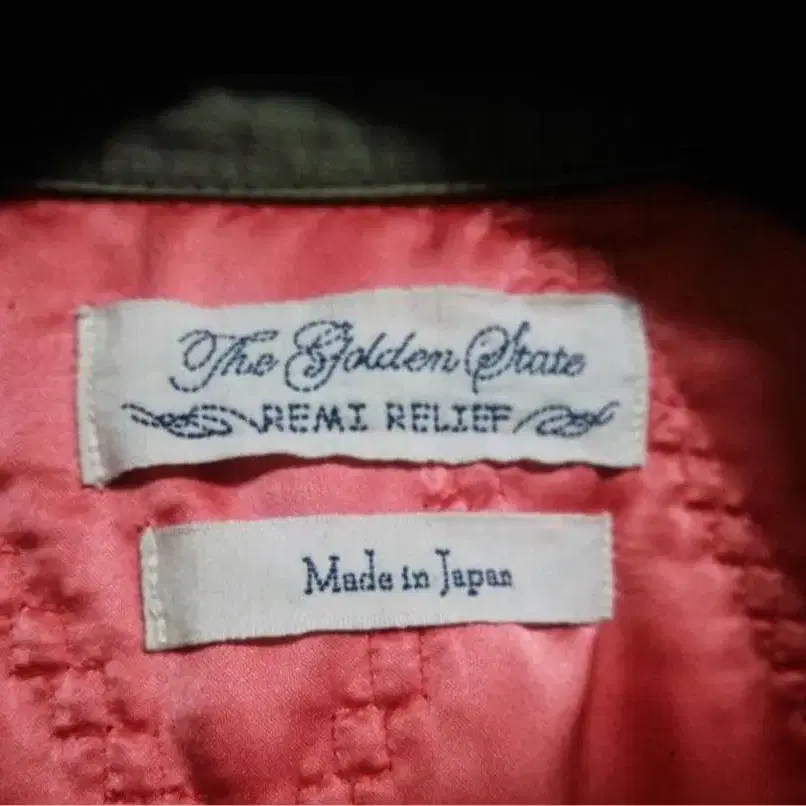 The Golden State
REMI RELIEF
Made in Japan